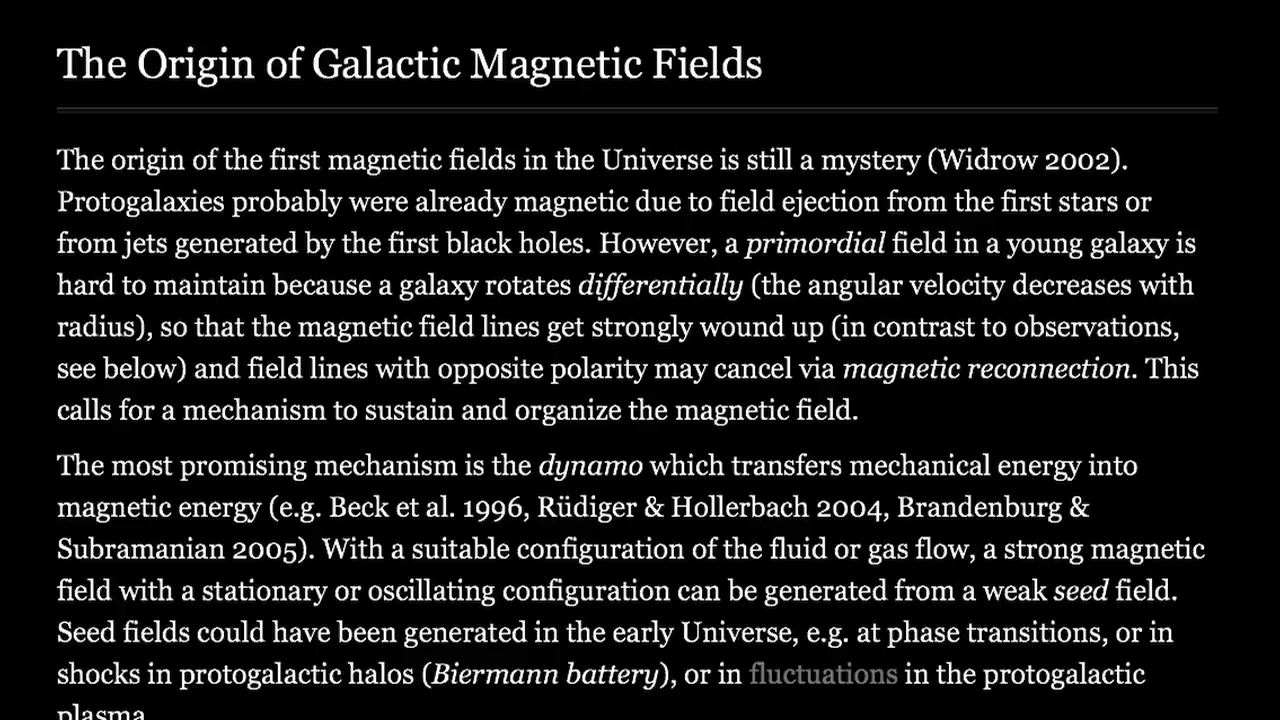 The Origin of Galactic Magnetic Fields
The origin of the first magnetic fields in the Universe is still a mystery (Widrow 2002).
Protogalaxies probably were already magnetic due to field ejection from the first stars or
from jets generated by the first black holes. However, a primordial field in a young galaxy is
hard to maintain because a galaxy rotates differentially (the angular velocity decreases with
radius), so that the magnetic field lines get strongly wound up (in contrast to observations,
see below) and field lines with opposite polarity may cancel via magnetic reconnection. This
calls for a mechanism to sustain and organize the magnetic field.
The most promising mechanism is the dynamo which transfers mechanical energy into
magnetic energy (e.g. Beck et al. 1996, Rüdiger & Hollerbach 2004, Brandenburg &
Subramanian 2005). With a suitable configuration of the fluid or gas flow, a strong magnetic
field with a stationary or oscillating configuration can be generated from a weak seed field.
Seed fields could have been generated in the early Universe, e.g. at phase transitions, or in
shocks in protogalactic halos (Biermann battery), or in fluctuations in the protogalactic
plasma.